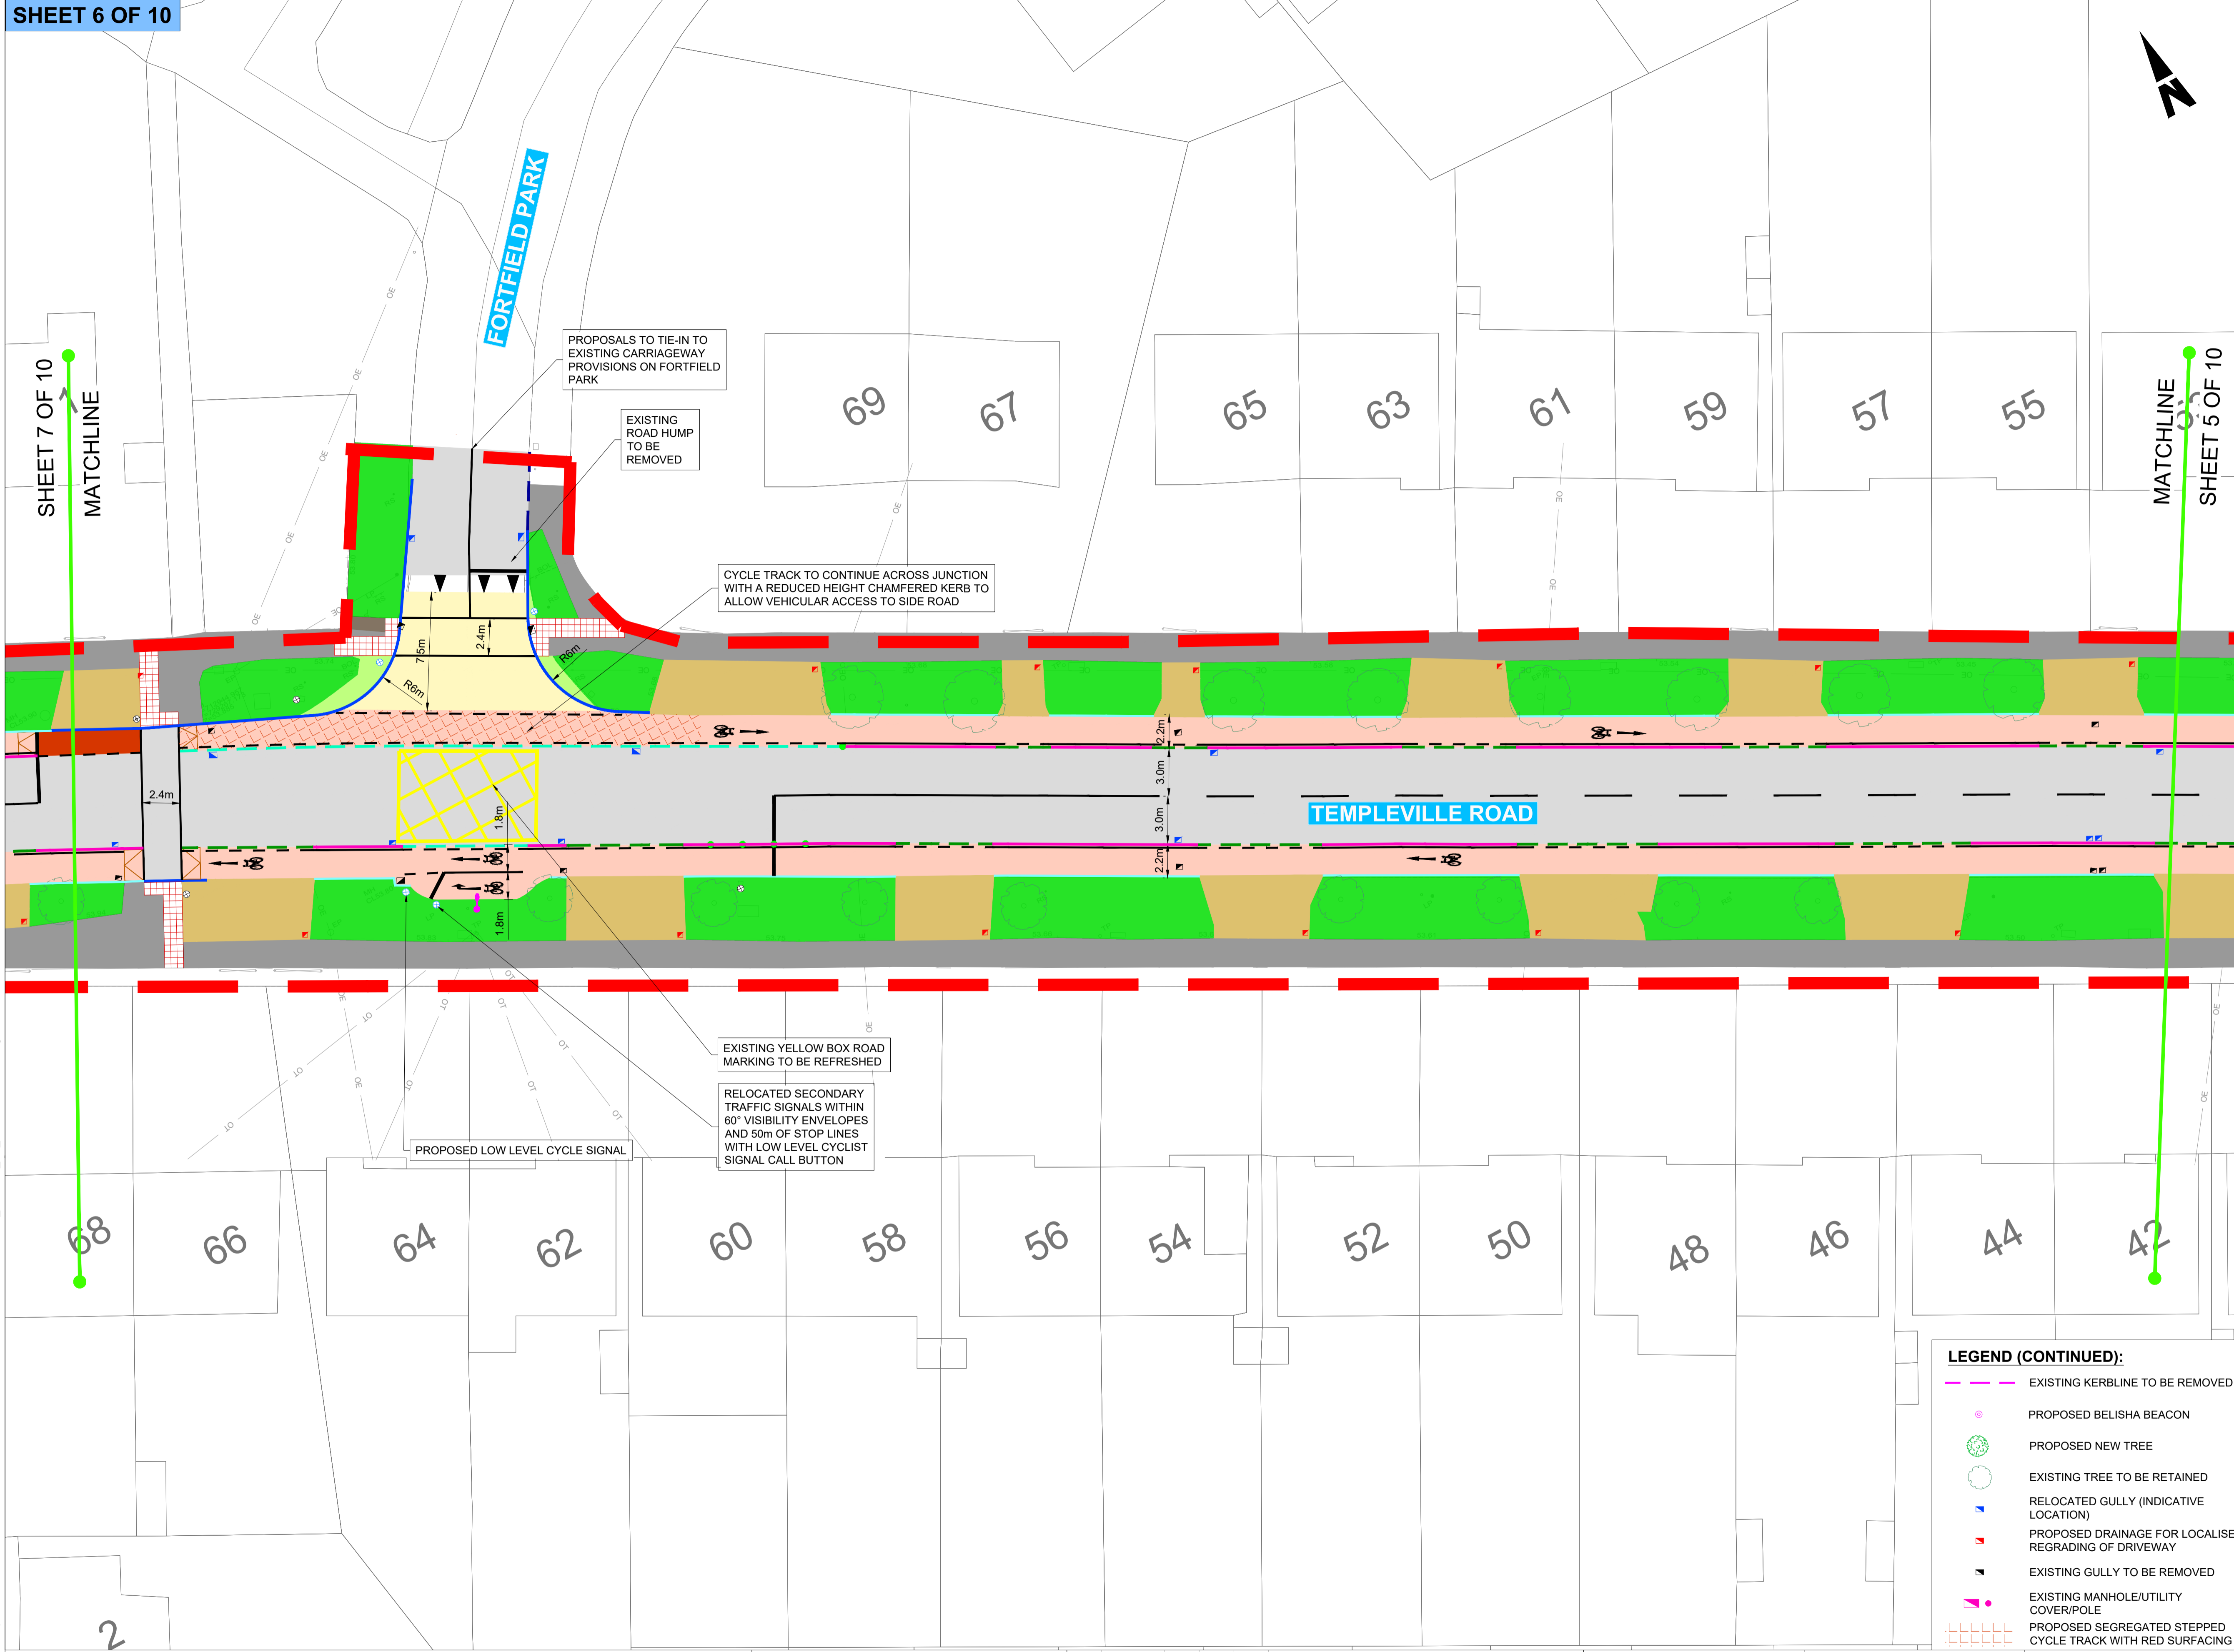 SHEET 6 OF 10
FORTFIELD PARK
SHEET 7 OF 10
MATCHLINE
PROPOSALS TO TIE-IN TO
EXISTING CARRIAGEWAY
PROVISIONS ON FORTFIELD
PARK
EXISTING
ROAD HUMP
TO BE
REMOVED
69
67
65
63
61
59
57
55
MATCHLINE
SHEET 5 OF 10
CYCLE TRACK TO CONTINUE ACROSS JUNCTION
WITH A REDUCED HEIGHT CHAMFERED KERB TO
ALLOW VEHICULAR ACCESS TO SIDE ROAD
7.5m
2.4m
R6m
R6m
2.4m
1.8m
1.8m
2.2m
3.0m
3.0m
2.2m
TEMPLEVILLE ROAD
EXISTING YELLOW BOX ROAD
MARKING TO BE REFRESHED
RELOCATED SECONDARY
TRAFFIC SIGNALS WITHIN
60° VISIBILITY ENVELOPES
AND 50m OF STOP LINES
WITH LOW LEVEL CYCLIST
SIGNAL CALL BUTTON
PROPOSED LOW LEVEL CYCLE SIGNAL
68
66
64
62
60
58
56
54
52
50
48
46
44
42
2
LEGEND (CONTINUED):
EXISTING KERBLINE TO BE REMOVED
PROPOSED BELISHA BEACON
PROPOSED NEW TREE
EXISTING TREE TO BE RETAINED
RELOCATED GULLY (INDICATIVE
LOCATION)
PROPOSED DRAINAGE FOR LOCALISE
REGRADING OF DRIVEWAY
EXISTING GULLY TO BE REMOVED
EXISTING MANHOLE/UTILITY
COVER/POLE
PROPOSED SEGREGATED STEPPED
CYCLE TRACK WITH RED SURFACING